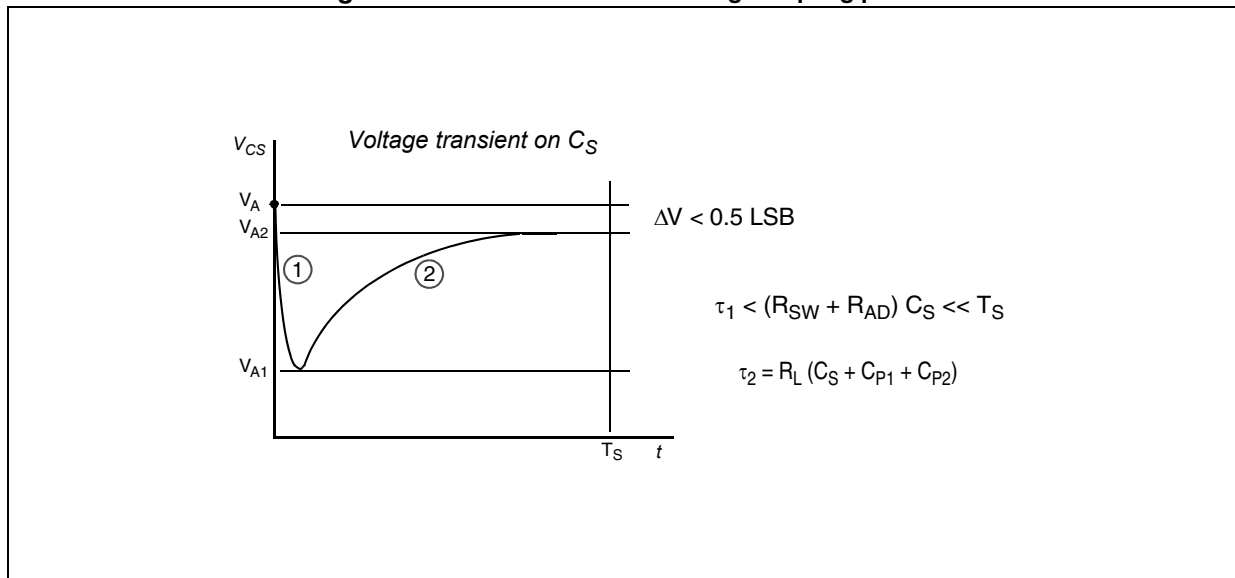 Voltage transient on CS
VCS
VA
VA2
ΔV < 0.5 LSB
1
2
τ1 < (RSW + RAD) CS << TS
VA1
τ2 = RL (CS + CP1 + CP2)
TS
t